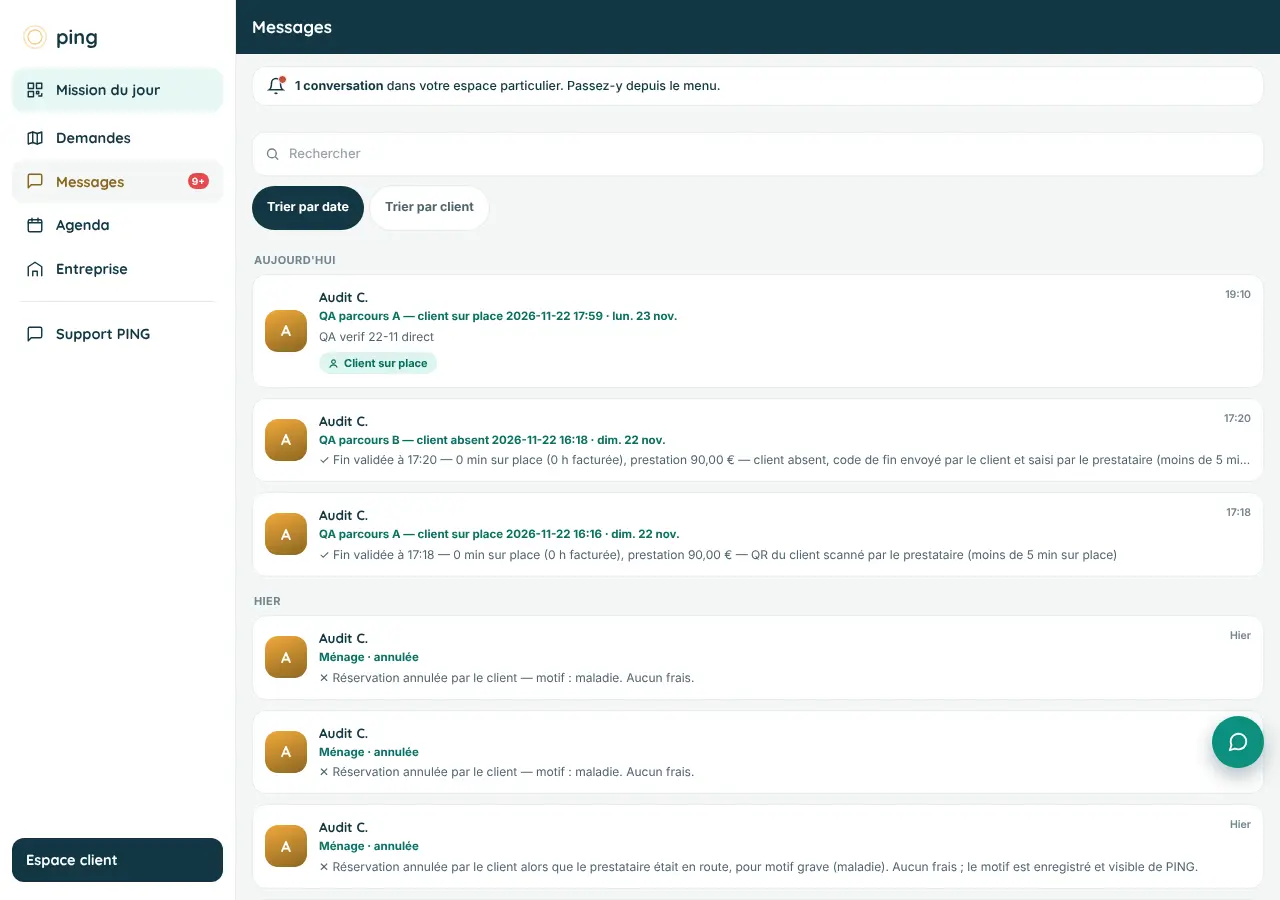 ping
Mission du jour
Demandes
Messages
9+
Agenda
Entreprise
Support PING
Espace client
Messages
1 conversation dans votre espace particulier. Passez-y depuis le menu.
Rechercher
Trier par date
Trier par client
AUJOURD'HUI
Audit C.
19:10
QA parcours A — client sur place 2026-11-22 17:59 · lun. 23 nov.
QA verif 22-11 direct
Client sur place
A
Audit C.
17:20
QA parcours B — client absent 2026-11-22 16:18 · dim. 22 nov.
✓ Fin validée à 17:20 — 0 min sur place (0 h facturée), prestation 90,00 € — client absent, code de fin envoyé par le client et saisi par le prestataire (moins de 5 mi…
A
Audit C.
17:18
QA parcours A — client sur place 2026-11-22 16:16 · dim. 22 nov.
✓ Fin validée à 17:18 — 0 min sur place (0 h facturée), prestation 90,00 € — QR du client scanné par le prestataire (moins de 5 min sur place)
A
HIER
Audit C.
Hier
Ménage · annulée
✕ Réservation annulée par le client — motif : maladie. Aucun frais.
A
Audit C.
Ménage · annulée
✕ Réservation annulée par le client — motif : maladie. Aucun frais.
A
Audit C.
Hier
Ménage · annulée
✕ Réservation annulée par le client alors que le prestataire était en route, pour motif grave (maladie). Aucun frais ; le motif est enregistré et visible de PING.
A